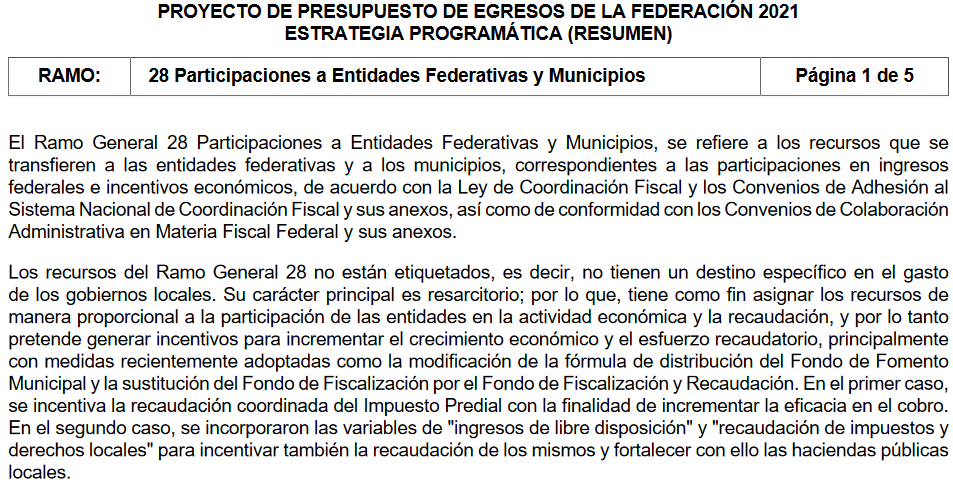 PROYECTO DE PRESUPUESTO DE EGRESOS DE LA FEDERACIÓN 2021
ESTRATEGIA PROGRAMÁTICA (RESUMEN)
RAMO: 28 Participaciones a Entidades Federativas y Municipios Página 1 de 5
El Ramo General 28 Participaciones a Entidades Federativas y Municipios, se refiere a los recursos que se
transfieren a las entidades federativas y a los municipios, correspondientes a las participaciones en ingresos
federales e incentivos económicos, de acuerdo con la Ley de Coordinación Fiscal y los Convenios de Adhesión al
Sistema Nacional de Coordinación Fiscal y sus anexos, así como de conformidad con los Convenios de Colaboración
Administrativa en Materia Fiscal Federal y sus anexos.
Los recursos del Ramo General 28 no están etiquetados, es decir, no tienen un destino específico en el gasto
de los gobiernos locales. Su carácter principal es resarcitorio; por lo que, tiene como fin asignar los recursos de
manera proporcional a la participación de las entidades en la actividad económica y la recaudación, y por lo tanto
pretende generar incentivos para incrementar el crecimiento económico y el esfuerzo recaudatorio, principalmente
con medidas recientemente adoptadas como la modificación de la fórmula de distribución del Fondo de Fomento
Municipal y la sustitución del Fondo de Fiscalización por el Fondo de Fiscalización y Recaudación. En el primer caso,
se incentiva la recaudación coordinada del Impuesto Predial con la finalidad de incrementar la eficacia en el cobro.
En el segundo caso, se incorporaron las variables de "ingresos de libre disposición" y "recaudación de impuestos y
derechos locales" para incentivar también la recaudación de los mismos y fortalecer con ello las haciendas públicas
locales.